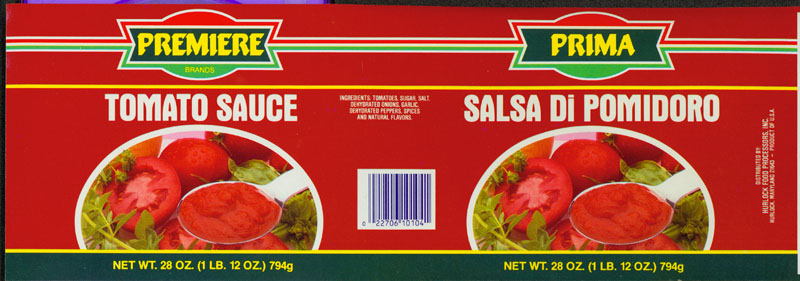 PREMIERE
BRANDS
TOMATO SAUCE
NET WT. 28 OZ. (1 LB. 12 OZ.) 794g
INGREDIENTS: TOMATOES, SUGAR, SALT,
DEHYDRATED ONIONS, GARLIC,
DEHYDRATED PEPPERS, SPICES
AND NATURAL FLAVORS.
0 22706 10104
PRIMA
SALSA Di POMIDORO
NET WT. 28 OZ. (1 LB. 12 OZ.) 794g
DISTRIBUTED BY
HURLOCK FOOD PROCESSORS, INC.
HURLOCK, MARYLAND 21643 - PRODUCT OF U.S.A.